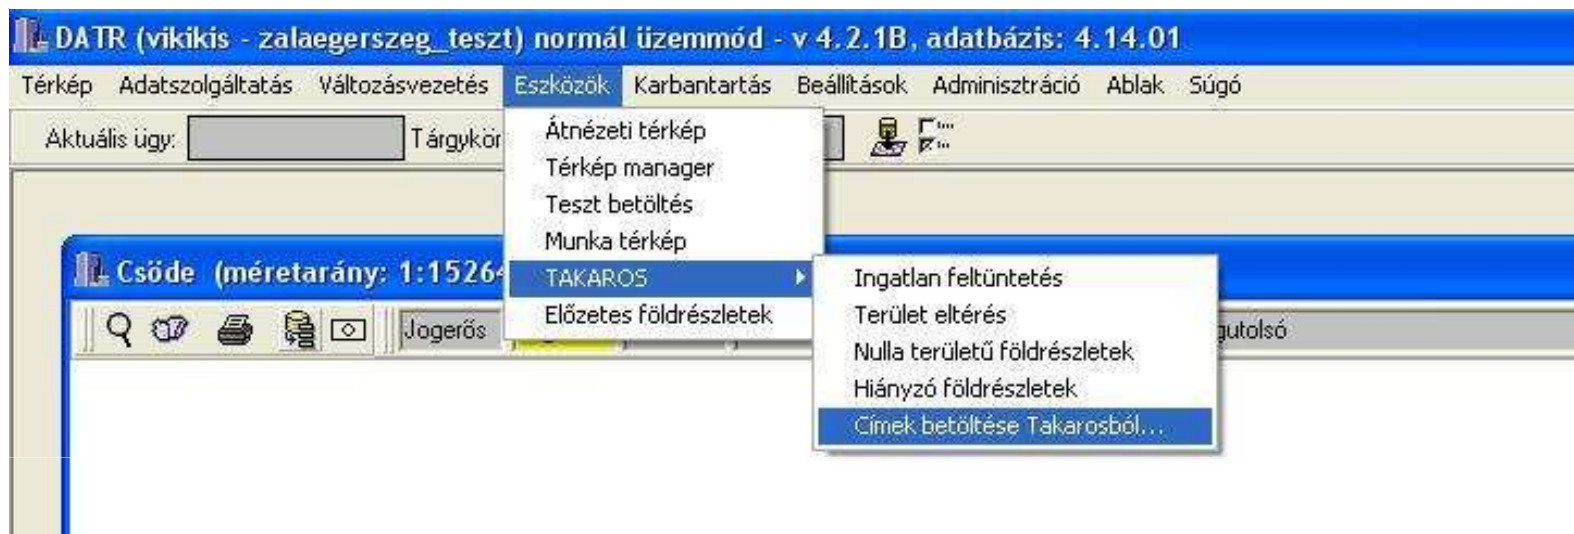 DATR (vikikis - zalaegerszeg_teszt) normál üzemmód - v 4.2.1B, adatbázis: 4.14.01
Térkép Adatszolgáltatás Változásvezetés Eszközök Karbantartás Beállítások Adminisztráció Ablak Súgó
Aktuális ügy: Tárgykör
Átnézeti térkép
Térkép manager
Teszt betöltés
Munka térkép
TAKAROS
Előzetes földrészletek
Ingatlan feltüntetés
Terület eltérés
Nulla területű földrészletek
Hiányzó földrészletek
Címek betöltése Takarosból...
Csöde (méretarány: 1:15264
Jogerős gutolsó